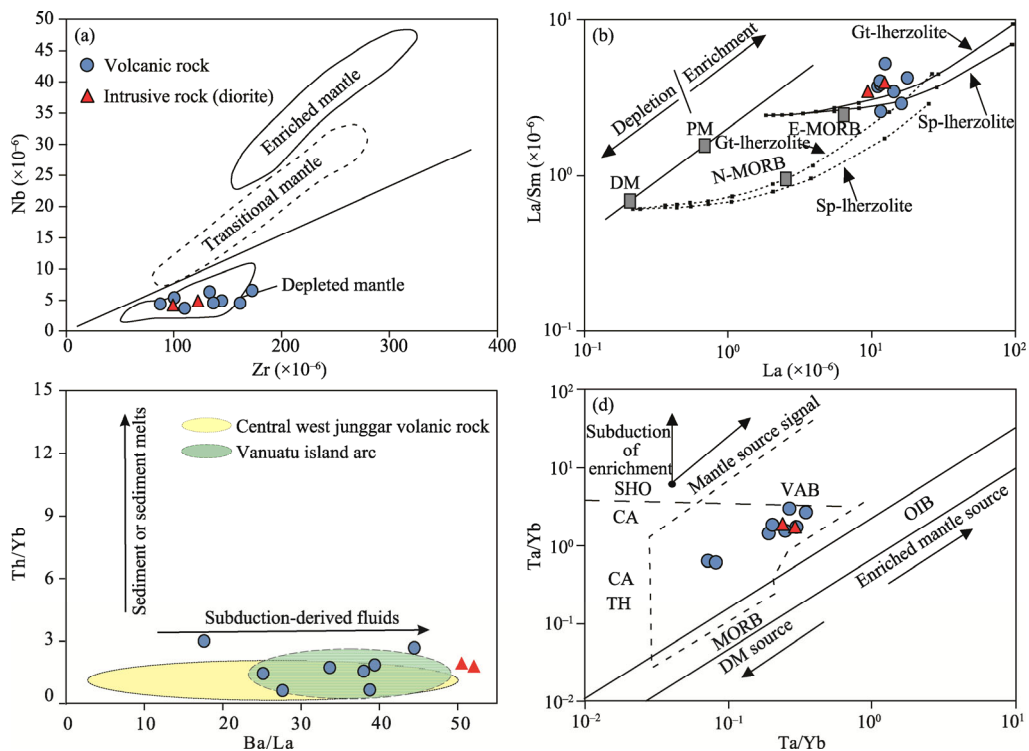 (a)
Volcanic rock
Intrusive rock (diorite)
Enriched mantle
Transitional mantle
Depleted mantle
Nb (×10⁻⁶)
50
45
40
35
30
25
20
15
10
5
0
0
100
200
300
400
Zr (×10⁻⁶)
(b)
Gt-lherzolite
Enrichment
Depletion
PM
E-MORB
Sp-lherzolite
Gt-lherzolite
N-MORB
DM
Sp-lherzolite
La/Sm (×10⁻⁶)
10¹
10⁰
10⁻¹
10⁻¹
10⁰
10¹
10²
La (×10⁻⁶)
Central west junggar volanic rock
Vanuatu island arc
Sediment or sediment melts
Subduction-derived fluids
Th/Yb
15
12
9
6
3
0
0
10
20
30
40
50
60
Ba/La
(d)
Subduction
of
enrichment
Mantle source signal
SHO
VAB
CA
OIB
Enriched mantle source
CA
TH
MORB
DM source
Ta/Yb
10²
10¹
10⁰
10⁻¹
10⁻²
10⁻²
10⁻¹
10⁰
10¹
10²
Ta/Yb